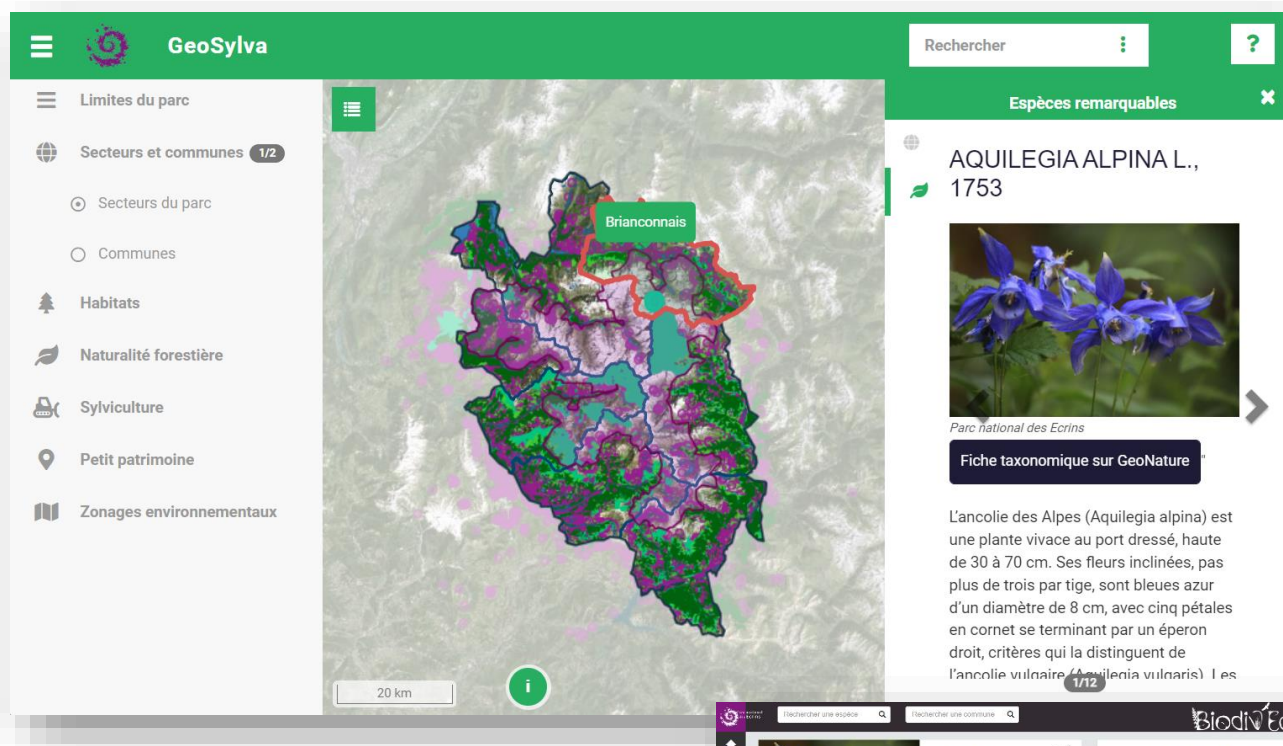 GeoSylva
Rechercher
?
Limites du parc
Secteurs et communes 1/2
Secteurs du parc
Communes
Habitats
Naturalité forestière
Sylviculture
Petit patrimoine
Zonages environnementaux
Brianconnais
20 km
i
Espèces remarquables
AQUILEGIA ALPINA L.,
1753
Parc national des Ecrins
Fiche taxonomique sur GeoNature "
L'ancolie des Alpes (Aquilegia alpina) est
une plante vivace au port dressé, haute
de 30 à 70 cm. Ses fleurs inclinées, pas
plus de trois par tige, sont bleues azur
d'un diamètre de 8 cm, avec cinq pétales
en cornet se terminant par un éperon
droit, critères qui la distinguent de
l'ancolie vulgaire (Aquilegia vulgaris). Les
1/12
Rechercher une espèce
Rechercher une commune
Biodiv'Ec